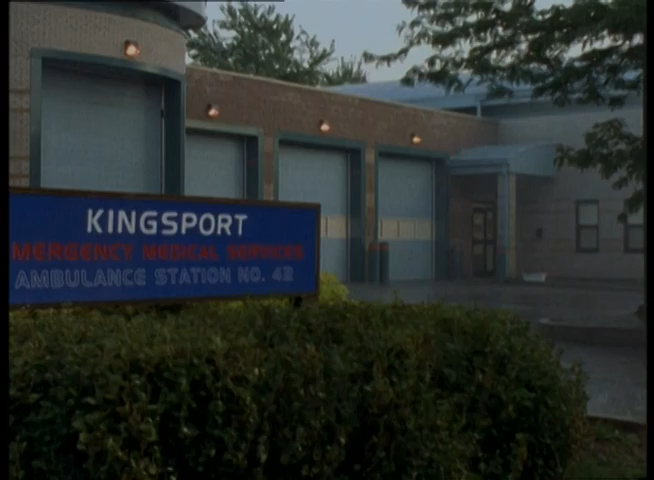 KINGSPORT
MERGENCY MEDICAL SERVICES
AMBULANCE STATION NO. 42